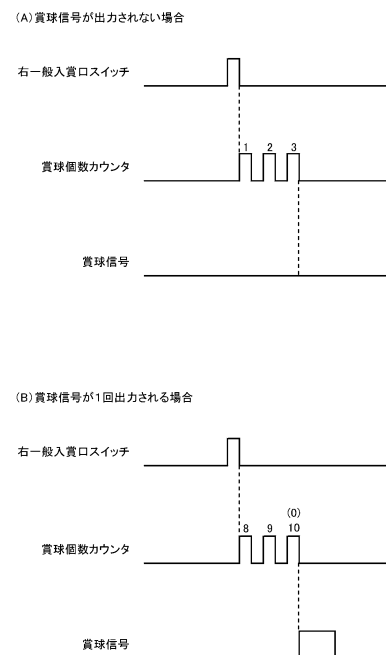 (A)賞球信号が出力されない場合
右一般入賞口スイッチ
1 2 3
賞球個数カウンタ
賞球信号
(B)賞球信号が1回出力される場合
右一般入賞口スイッチ
(0)
8 9 10
賞球個数カウンタ
賞球信号